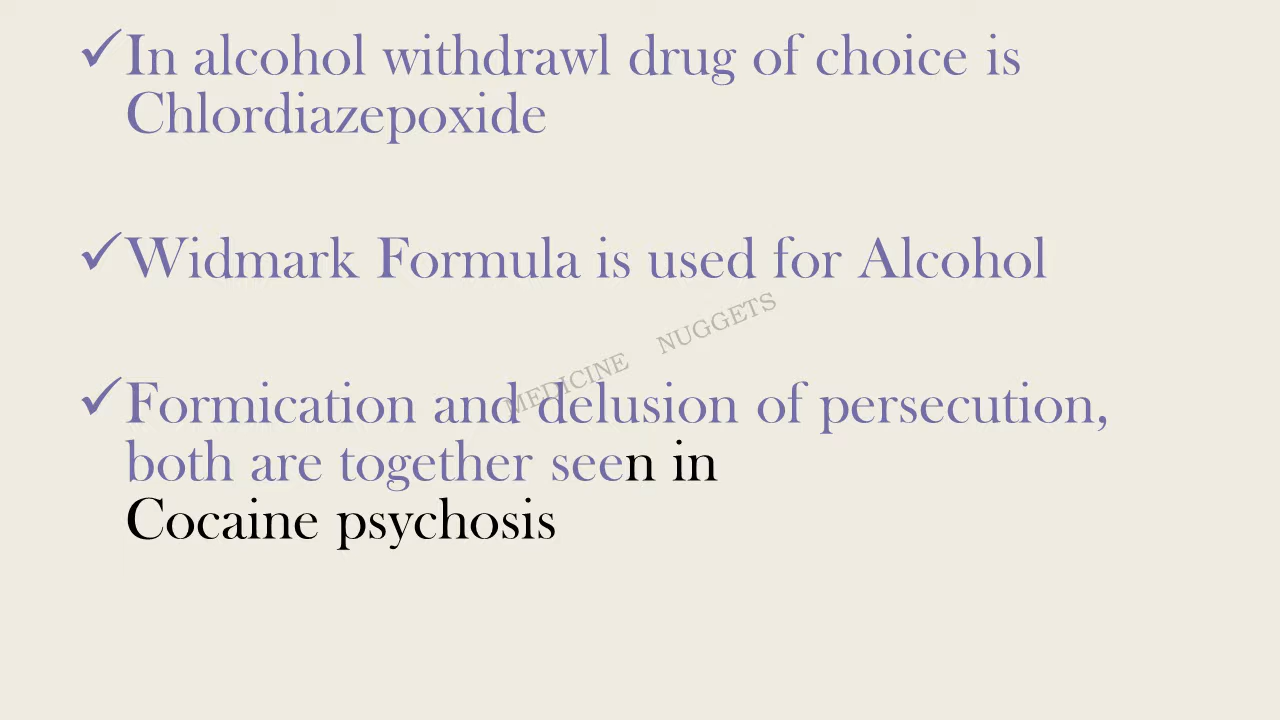 ✓In alcohol withdrawl drug of choice is
Chlordiazepoxide
✓Widmark Formula is used for Alcohol
MEDICINE NUGGETS
✓Formication and delusion of persecution,
both are together seen in
Cocaine psychosis